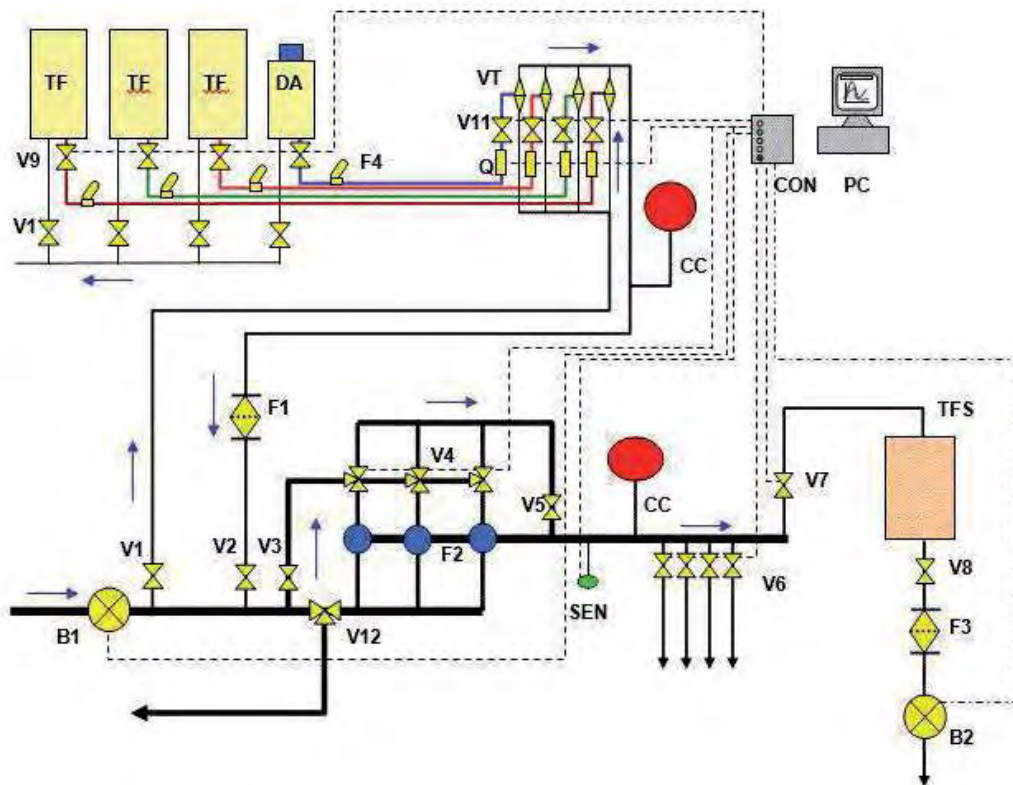 TF TF TF DA
VT
V9
F4
V11
Q
V1
CON PC
CC
F1
TFS
V4
V7
V5
CC
V1 V2 V3
F2
V6
V8
SEN
F3
B1
V12
B2